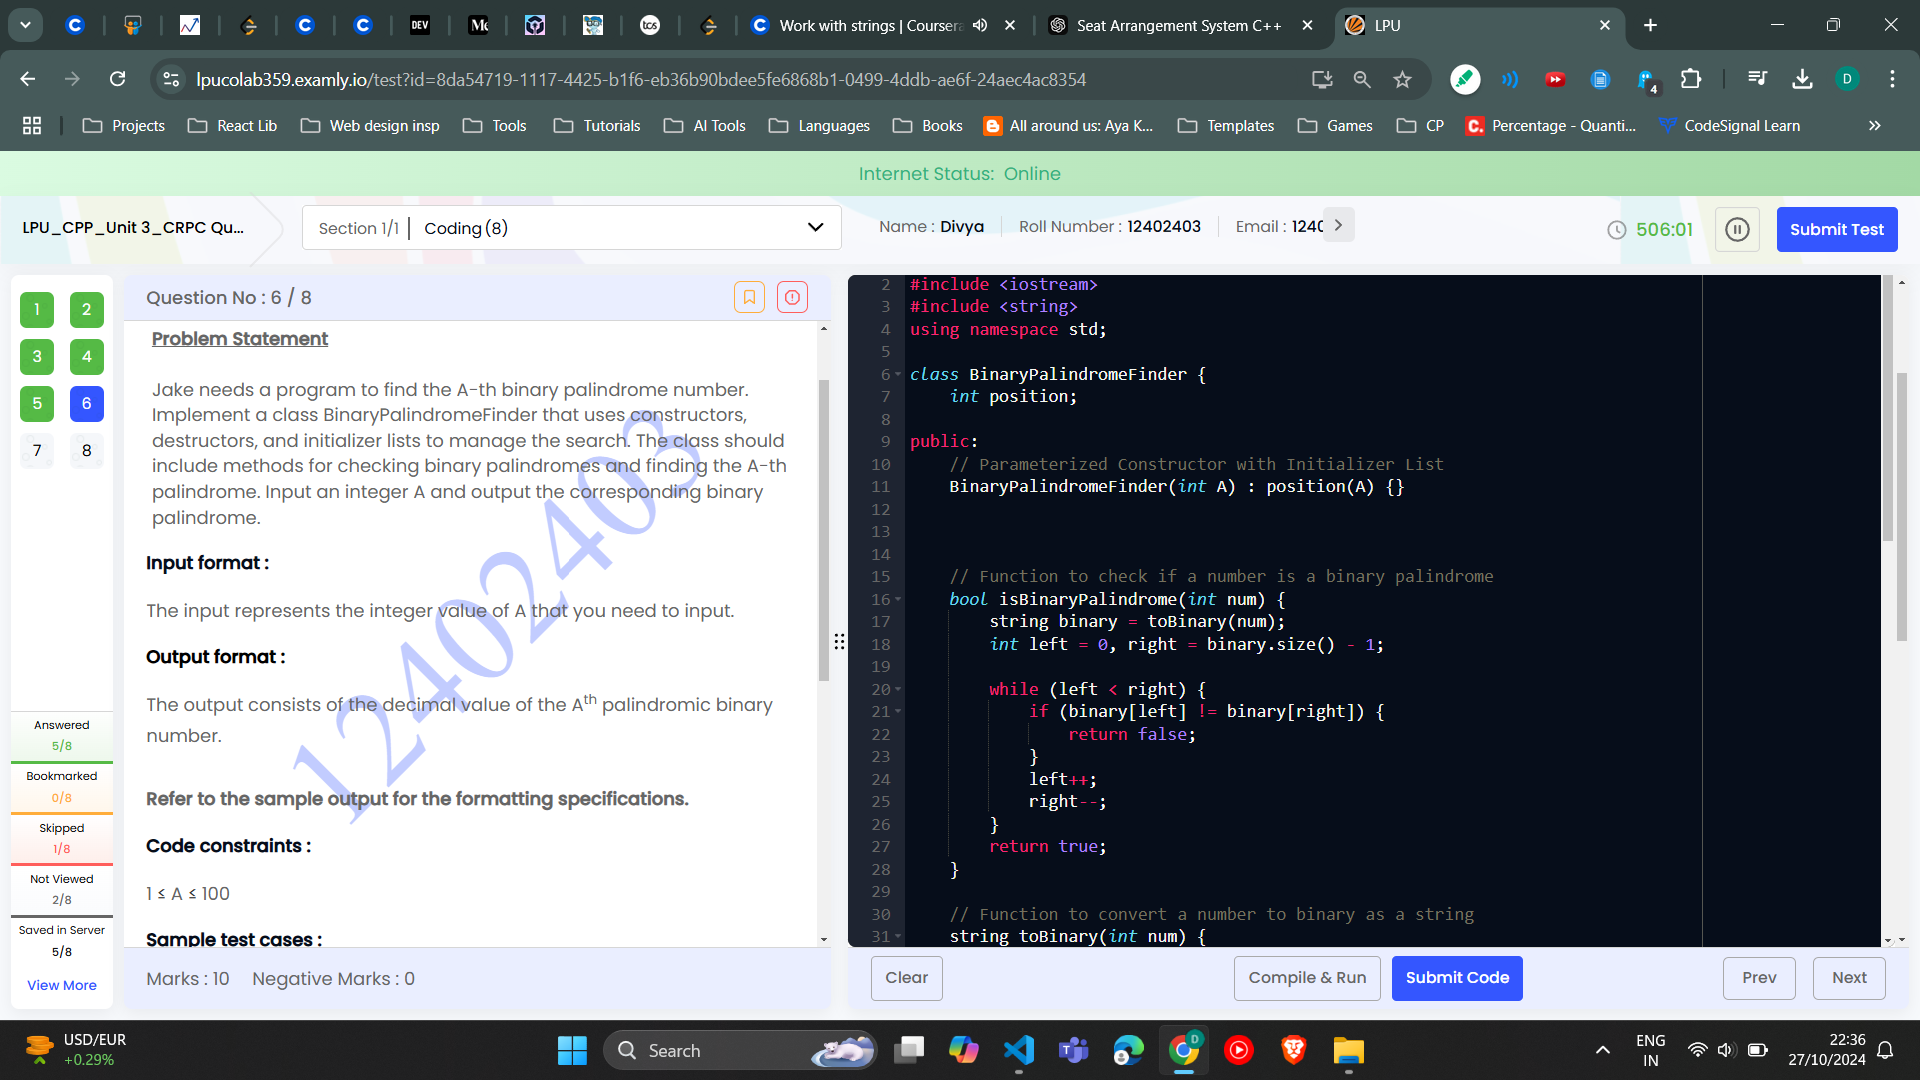 DEV
tcs
Work with strings | Coursera
Seat Arrangement System C++
LPU
lpucolab359.examly.io/test?id=8da54719-1117-4425-b1f6-eb36b90bdee5fe6868b1-0499-4ddb-ae6f-24aec4ac8354
4
D
Projects
React Lib
Web design insp
Tools
Tutorials
AI Tools
Languages
Books
All around us: Aya K...
Templates
Games
CP
Percentage - Quanti...
CodeSignal Learn
Internet Status: Online
LPU_CPP_Unit 3_CRPC Qu...
Section 1/1 | Coding (8)
Name : Divya
Roll Number : 12402403
Email : 1240
506:01
Submit Test
1 2
3 4
5 6
7 8
Answered
5/8
Bookmarked
0/8
Skipped
1/8
Not Viewed
2/8
Saved in Server
5/8
View More
Question No : 6 / 8
Problem Statement
Jake needs a program to find the A-th binary palindrome number.
Implement a class BinaryPalindromeFinder that uses constructors,
destructors, and initializer lists to manage the search. The class should
include methods for checking binary palindromes and finding the A-th
palindrome. Input an integer A and output the corresponding binary
palindrome.
Input format :
The input represents the integer value of A that you need to input.
Output format :
The output consists of the decimal value of the Ath palindromic binary
number.
Refer to the sample output for the formatting specifications.
Code constraints :
1 ≤ A ≤ 100
Sample test cases :
12402403
Marks : 10 Negative Marks : 0
2 #include <iostream>
3 #include <string>
4 using namespace std;
5
6 class BinaryPalindromeFinder {
7 int position;
8
9 public:
10 // Parameterized Constructor with Initializer List
11 BinaryPalindromeFinder(int A) : position(A) {}
12
13
14
15 // Function to check if a number is a binary palindrome
16 bool isBinaryPalindrome(int num) {
17 string binary = toBinary(num);
18 int left = 0, right = binary.size() - 1;
19
20 while (left < right) {
21 if (binary[left] != binary[right]) {
22 return false;
23 }
24 left++;
25 right--;
26 }
27 return true;
28 }
29
30 // Function to convert a number to binary as a string
31 string toBinary(int num) {
Clear
Compile & Run
Submit Code
Prev
Next
USD/EUR
+0.29%
Search
D
ENG
IN
22:36
27/10/2024